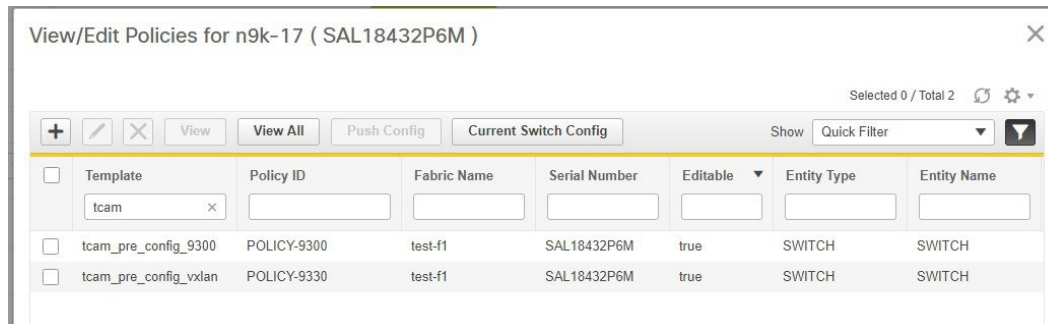 View/Edit Policies for n9k-17 ( SAL18432P6M )
Selected 0 / Total 2
View View All Push Config Current Switch Config Show Quick Filter
Template Policy ID Fabric Name Serial Number Editable Entity Type Entity Name
tcam
tcam_pre_config_9300 POLICY-9300 test-f1 SAL18432P6M true SWITCH SWITCH
tcam_pre_config_vxlan POLICY-9330 test-f1 SAL18432P6M true SWITCH SWITCH